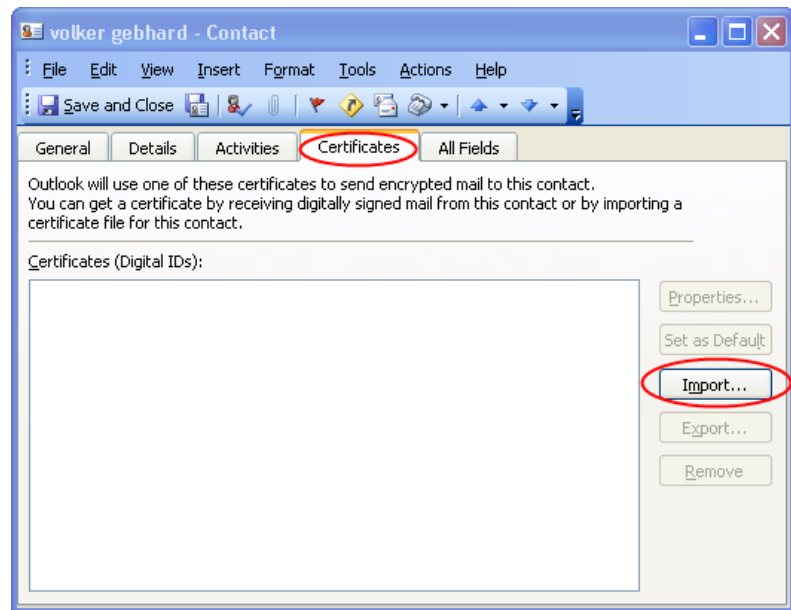 volker gebhard - Contact
File Edit View Insert Format Tools Actions Help
Save and Close
General Details Activities Certificates All Fields
Outlook will use one of these certificates to send encrypted mail to this contact.
You can get a certificate by receiving digitally signed mail from this contact or by importing a
certificate file for this contact.
Certificates (Digital IDs):
Properties...
Set as Default
Import...
Export...
Remove